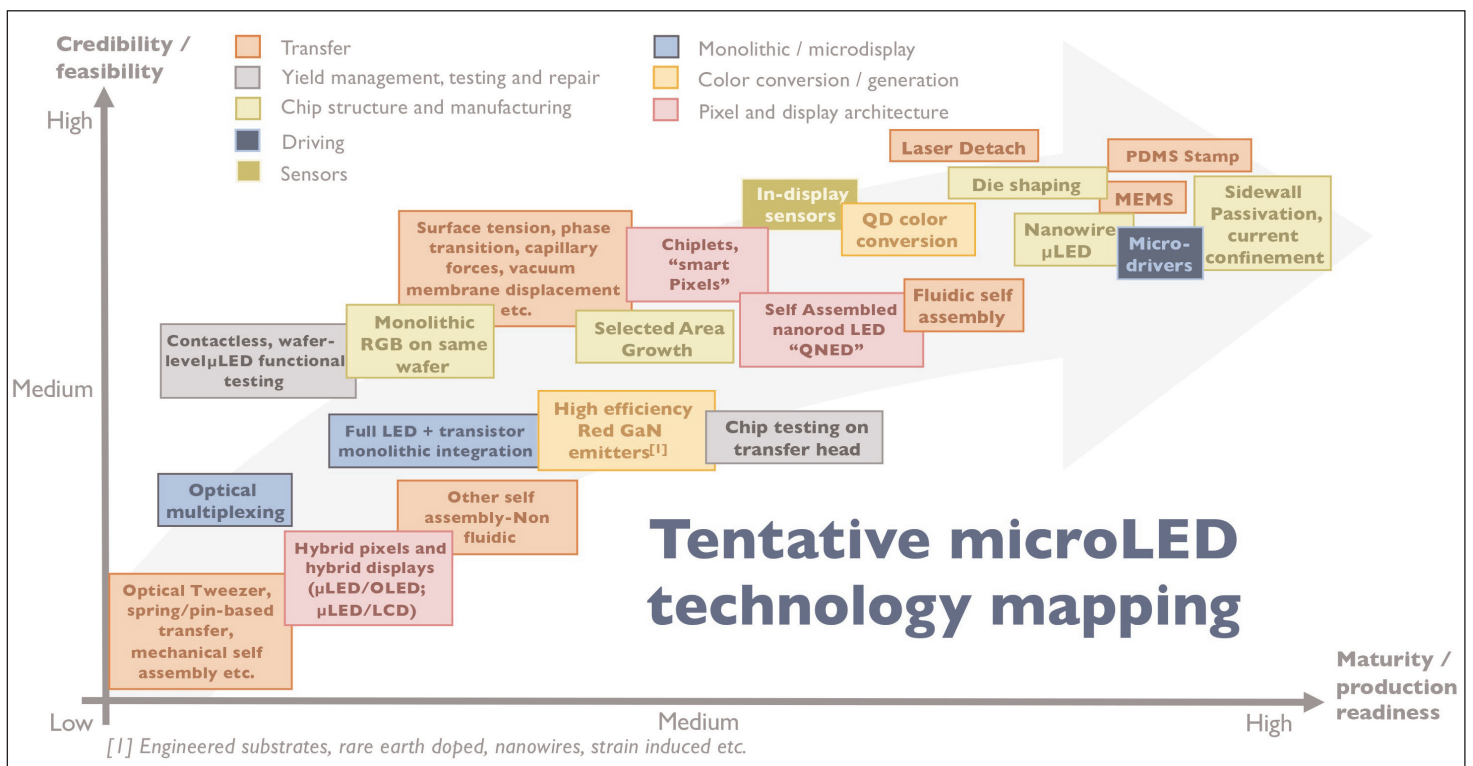 Credibility /
feasibility
High
Medium
Low
Transfer
Yield management, testing and repair
Chip structure and manufacturing
Driving
Sensors
Monolithic / microdisplay
Color conversion / generation
Pixel and display architecture
Laser Detach
PDMS Stamp
Die shaping
MEMS
Sidewall
Passivation,
current
confinement
In-display
sensors
QD color
conversion
Nanowire
μLED
Micro-
drivers
Surface tension, phase
transition, capillary
forces, vacuum
membrane displacement
etc.
Chiplets,
“smart
Pixels”
Fluidic self
assembly
Self Assembled
nanorod LED
“QNED”
Selected Area
Growth
Monolithic
RGB on same
wafer
Contactless, wafer-
levelμLED functional
testing
Full LED + transistor
monolithic integration
High efficiency
Red GaN
emitters[1]
Chip testing on
transfer head
Optical
multiplexing
Other self
assembly-Non
fluidic
Hybrid pixels and
hybrid displays
(μLED/OLED;
μLED/LCD)
Optical Tweezer,
spring/pin-based
transfer,
mechanical self
assembly etc.
Tentative microLED
technology mapping
Medium
High
Maturity /
production
readiness
[1] Engineered substrates, rare earth doped, nanowires, strain induced etc.